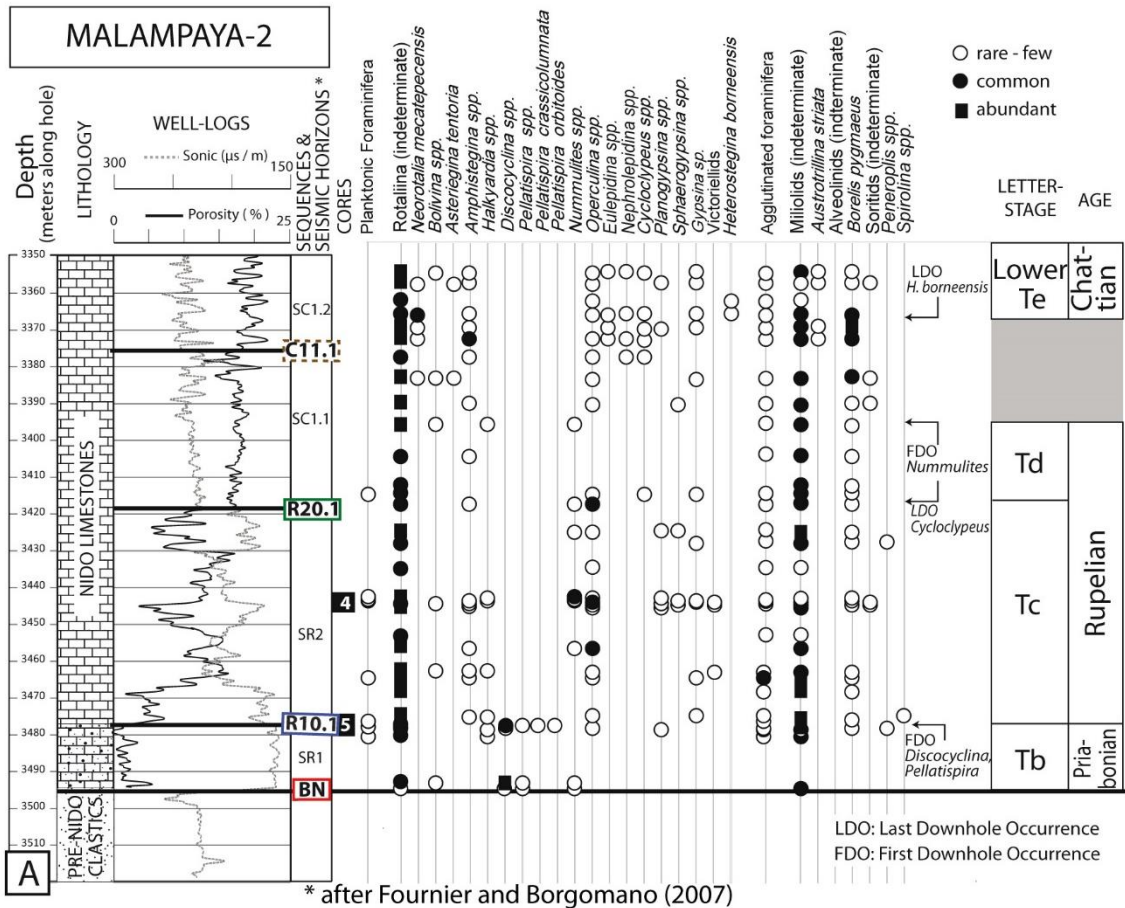 MALAMPAYA-2
Depth
(meters along hole)
LITHOLOGY
WELL-LOGS
300
150
Sonic (µs / m)
Porosity ( % )
0
25
SEQUENCES &
SEISMIC HORIZONS *
CORES
Planktonic Foraminifera
Rotaliina (indeterminate)
Neorotalia mecatepecensis
Bolivina spp.
Asteriegina tentoria
Amphistegina spp.
Halkyardia spp.
Discocyclina spp.
Pellatispira spp.
Pellatispira crassicolumnata
Pellatispira orbitoides
Nummulites spp.
Operculina spp.
Eulepidina spp.
Nephrolepidina spp.
Cycloclypeus spp.
Planogypsina spp.
Sphaerogypsina spp.
Gypsina sp.
Victoriellids
Heterostegina borneensis
Agglutinated foraminifera
Miliolids (indeterminate)
Austrotrillina striata
Alveolinids (indterminate)
Borelis pygmaeus
Soritids (indeterminate)
Peneroplis spp.
Spirolina spp.
rare - few
common
abundant
LETTER-
STAGE
AGE
3350
3360
3370
3380
3390
3400
3410
3420
3430
3440
3450
3460
3470
3480
3490
3500
3510
NIDO LIMESTONES
PRE-NIDO
CLASTICS
SC1.2
C11.1
SC1.1
R20.1
SR2
R10.1
SR1
BN
4
5
LDO
H. borneensis
FDO
Nummulites
LDO
Cycloclypeus
FDO
Discocyclina,
Pellatispira
Lower
Te
Td
Tc
Tb
Chat-
tian
Rupelian
Pria-
bonian
LDO: Last Downhole Occurrence
FDO: First Downhole Occurrence
A
* after Fournier and Borgomano (2007)